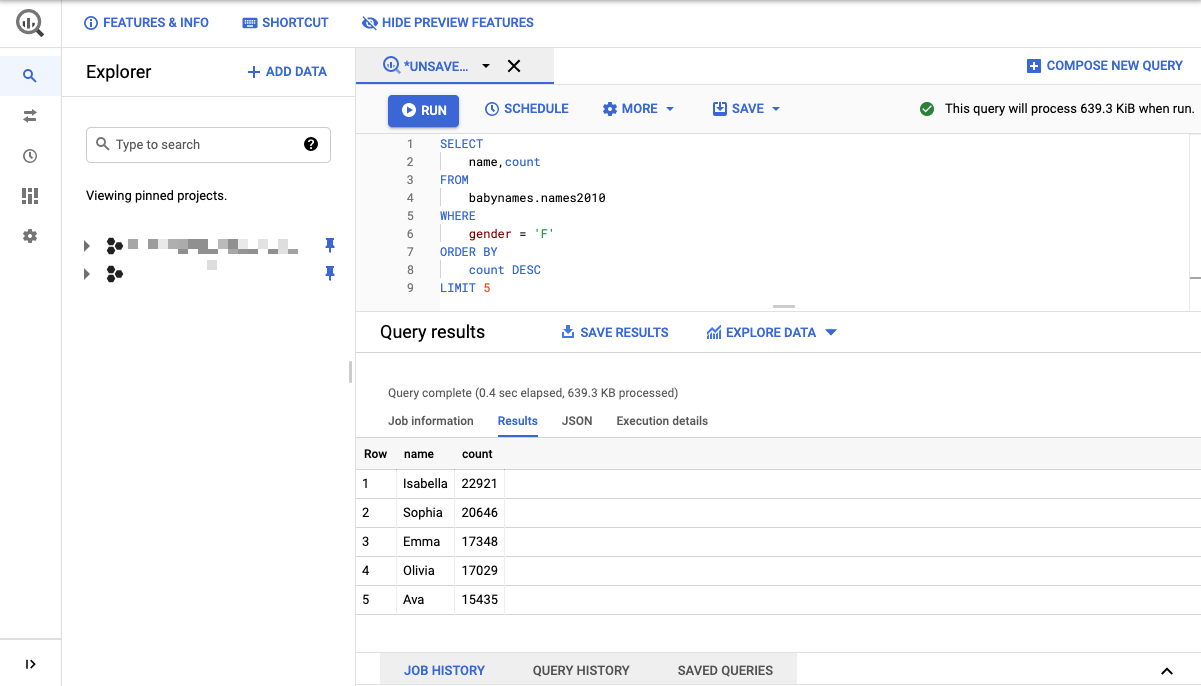 FEATURES & INFO SHORTCUT HIDE PREVIEW FEATURES
Explorer ADD DATA
Type to search
Viewing pinned projects.
*UNSAVE... COMPOSE NEW QUERY
RUN SCHEDULE MORE SAVE This query will process 639.3 KiB when run.
1 SELECT
2 name,count
3 FROM
4 babynames.names2010
5 WHERE
6 gender = 'F'
7 ORDER BY
8 count DESC
9 LIMIT 5
Query results SAVE RESULTS EXPLORE DATA
Query complete (0.4 sec elapsed, 639.3 KB processed)
Job information Results JSON Execution details
Row name count
1 Isabella 22921
2 Sophia 20646
3 Emma 17348
4 Olivia 17029
5 Ava 15435
JOB HISTORY QUERY HISTORY SAVED QUERIES